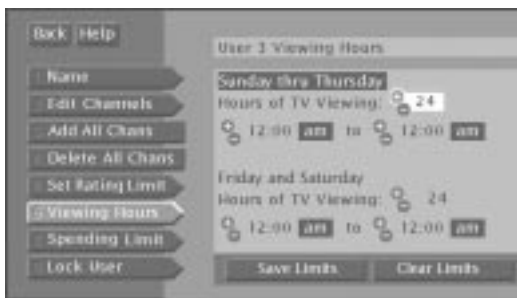 Back Help
User 3 Viewing Hours
Name
Edit Channels
Add All Chans
Delete All Chans
Set Rating Limit
Viewing Hours
Spending Limit
Lock User
Sunday thru Thursday
Hours of TV Viewing: 24
12:00 am to 12:00 am
Friday and Saturday
Hours of TV Viewing: 24
12:00 am to 12:00 am
Save Limits Clear Limits